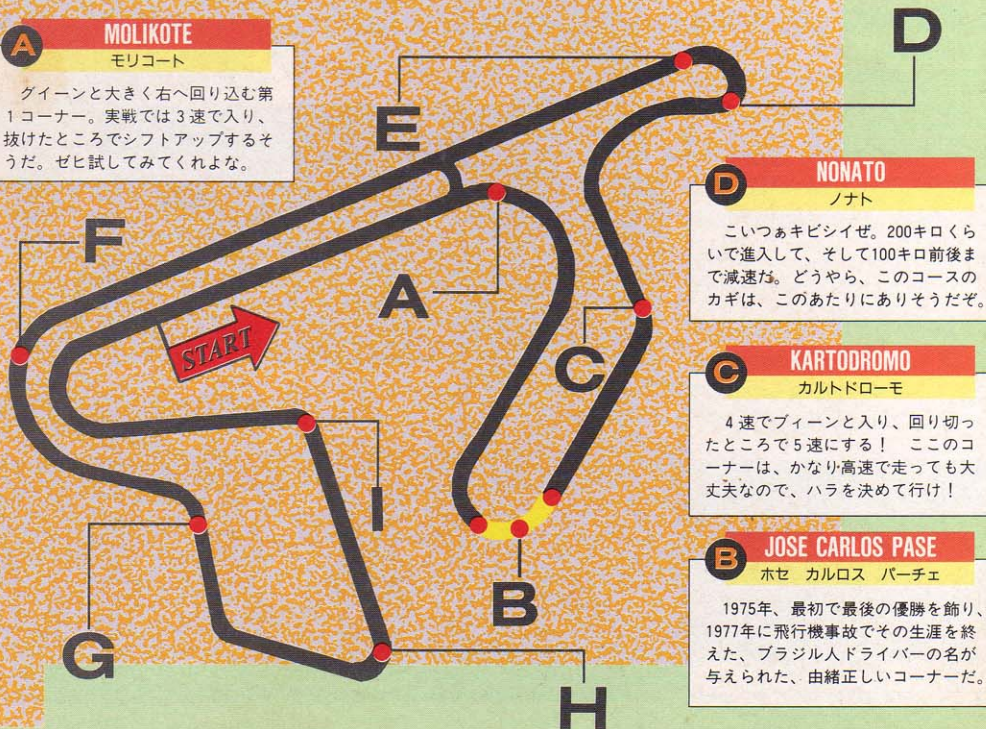 A
MOLIKOTE
モリコート
グイーンと大きく右へ回り込む第
1コーナー。実戦では3速で入り、
抜けたところでシフトアップするそ
うだ。ゼヒ試してみてくれよな。
D
E
F
A
START
C
I
B
G
H
D
NONATO
ノナト
こいつぁキビシイぜ。200キロくら
いで進入して、そして100キロ前後ま
で減速だ。どうやら、このコースの
カギは、このあたりにありそうだぞ。
C
KARTODROMO
カルトドローモ
4速でブィーンと入り、回り切っ
たところで5速にする! ここのコ
ーナーは、かなり高速で走っても大
丈夫なので、ハラを決めて行け!
B
JOSE CARLOS PASE
ホセ カルロス パーチェ
1975年、最初で最後の優勝を飾り、
1977年に飛行機事故でその生涯を終
えた、ブラジル人ドライバーの名が
与えられた、由緒正しいコーナーだ。